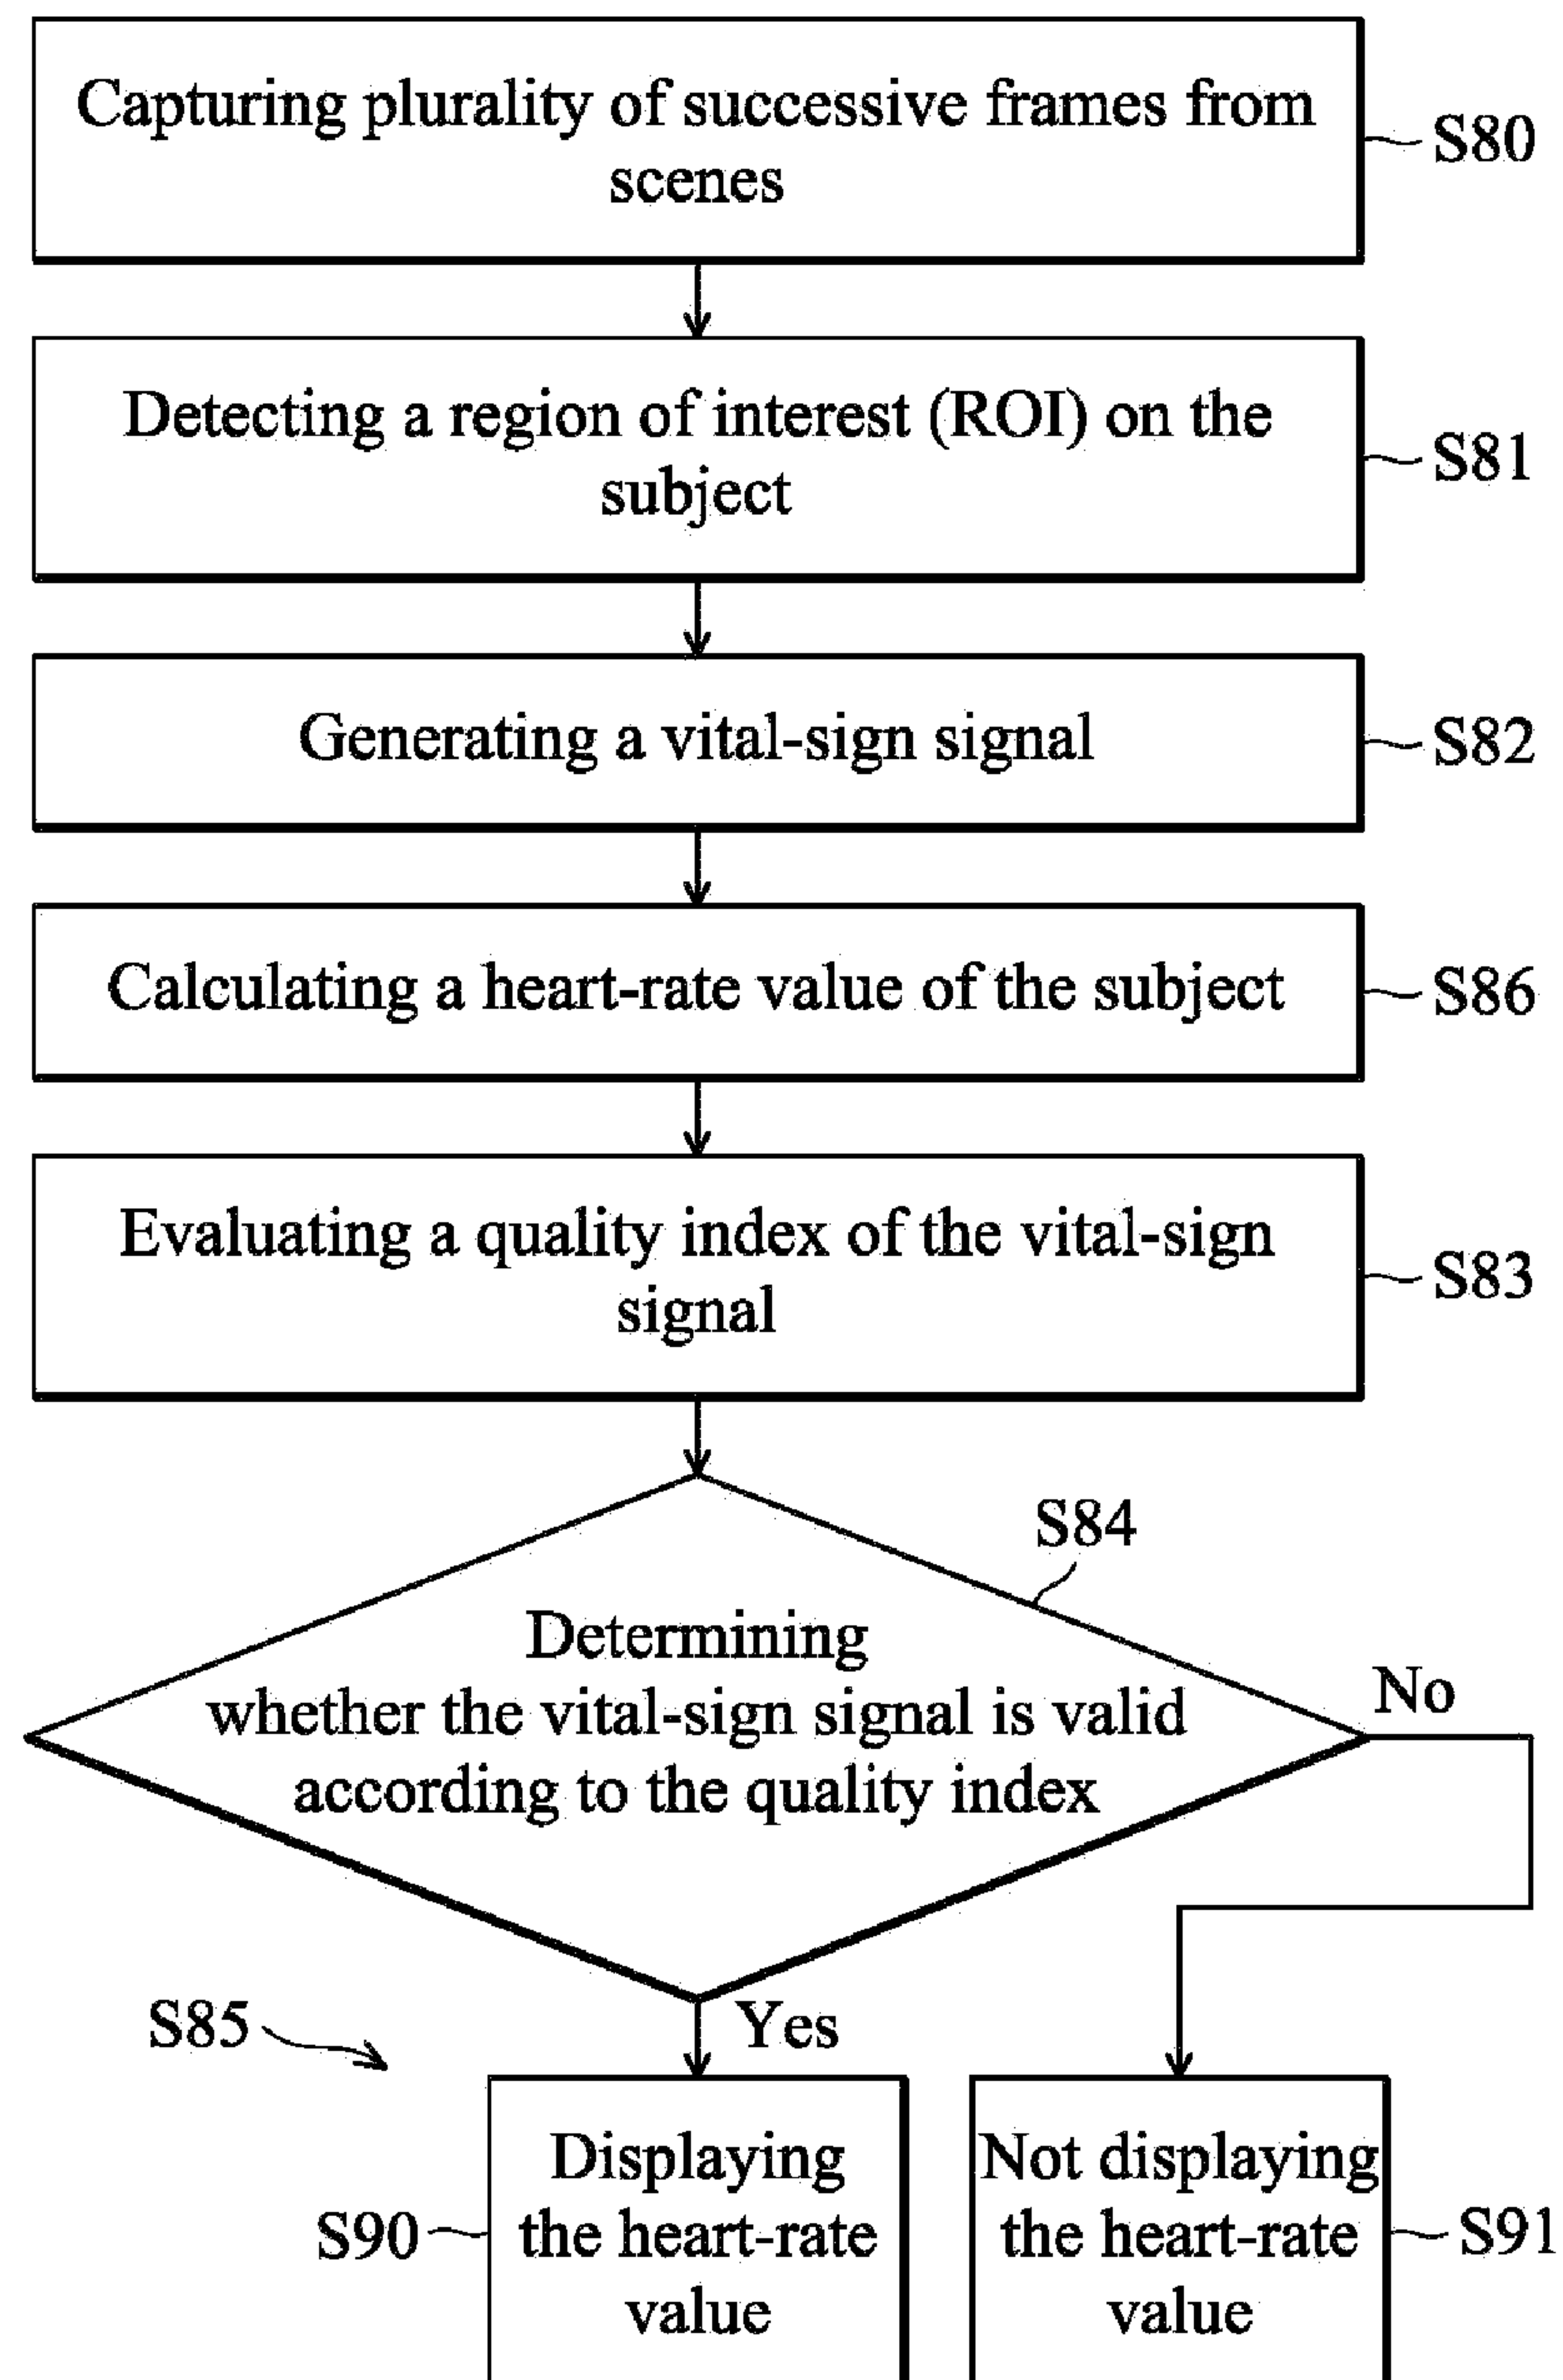 Capturing plurality of successive frames from
scenes
S80
Detecting a region of interest (ROI) on the
subject
S81
Generating a vital-sign signal
S82
Calculating a heart-rate value of the subject
S86
Evaluating a quality index of the vital-sign
signal
S83
S84
Determining
whether the vital-sign signal is valid
according to the quality index
No
S85
Yes
Displaying
the heart-rate
value
S90
Not displaying
the heart-rate
value
S91